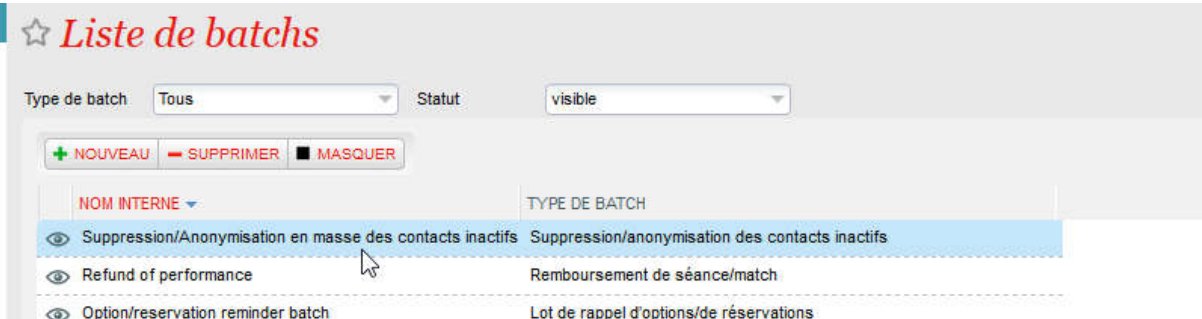 Liste de batchs
Type de batch Tous Statut visible
NOUVEAU SUPPRIMER MASQUER
NOM INTERNE TYPE DE BATCH
Suppression/Anonymisation en masse des contacts inactifs Suppression/anonymisation des contacts inactifs
Refund of performance Remboursement de séance/match
Option/reservation reminder batch Lot de rappel d'options/de réservations